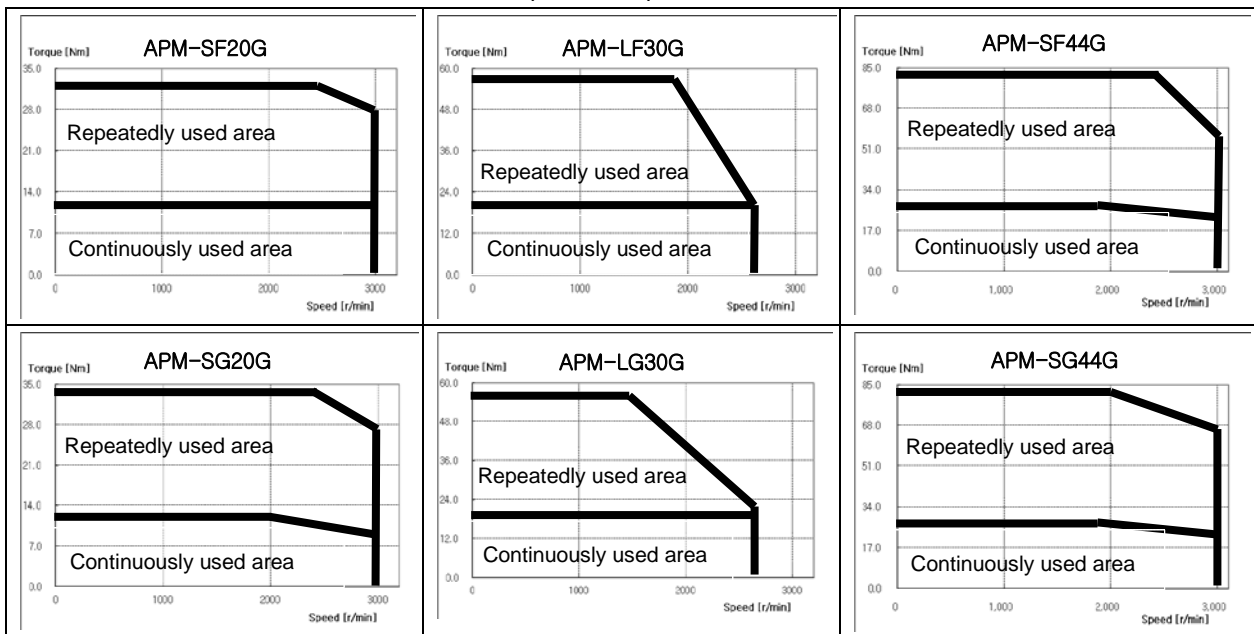 APM-SF20G
Torque [Nm]
35.0
28.0
21.0
14.0
7.0
0.0
Repeatedly used area
Continuously used area
0 1000 2000 3000
Speed [r/min]
APM-LF30G
Torque [Nm]
60.0
48.0
36.0
24.0
12.0
0.0
Repeatedly used area
Continuously used area
0 1000 2000 3000
Speed [r/min]
APM-SF44G
Torque [Nm]
85.0
68.0
51.0
34.0
17.0
0.0
Repeatedly used area
Continuously used area
0 1,000 2,000 3,000
Speed [r/min]
APM-SG20G
Torque [Nm]
35.0
28.0
21.0
14.0
7.0
0.0
Repeatedly used area
Continuously used area
0 1000 2000 3000
Speed [r/min]
APM-LG30G
Torque [Nm]
60.0
48.0
36.0
24.0
12.0
0.0
Repeatedly used area
Continuously used area
0 1000 2000 3000
Speed [r/min]
APM-SG44G
Torque [Nm]
85.0
68.0
51.0
34.0
17.0
0.0
Repeatedly used area
Continuously used area
0 1,000 2,000 3,000
Speed [r/min]